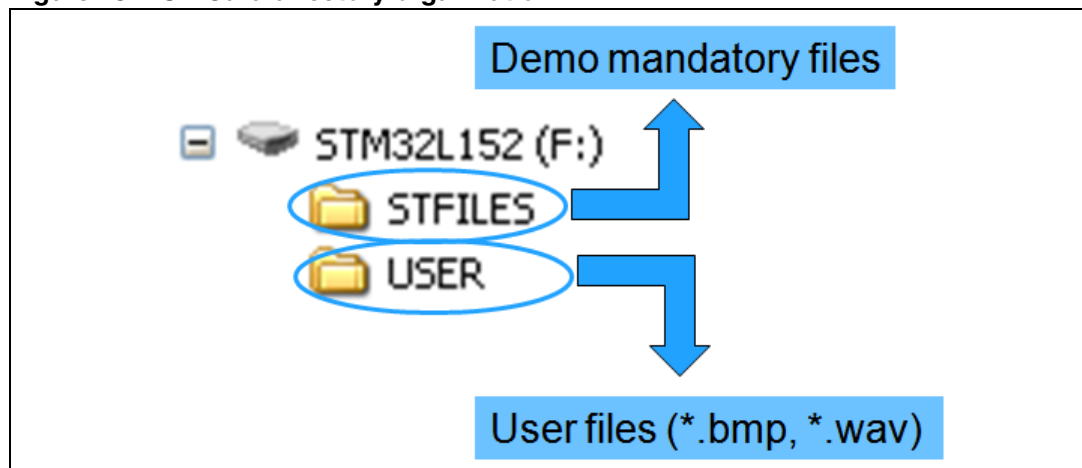 Demo mandatory files
STM32L152 (F:)
STFILES
USER
User files (*.bmp, *.wav)